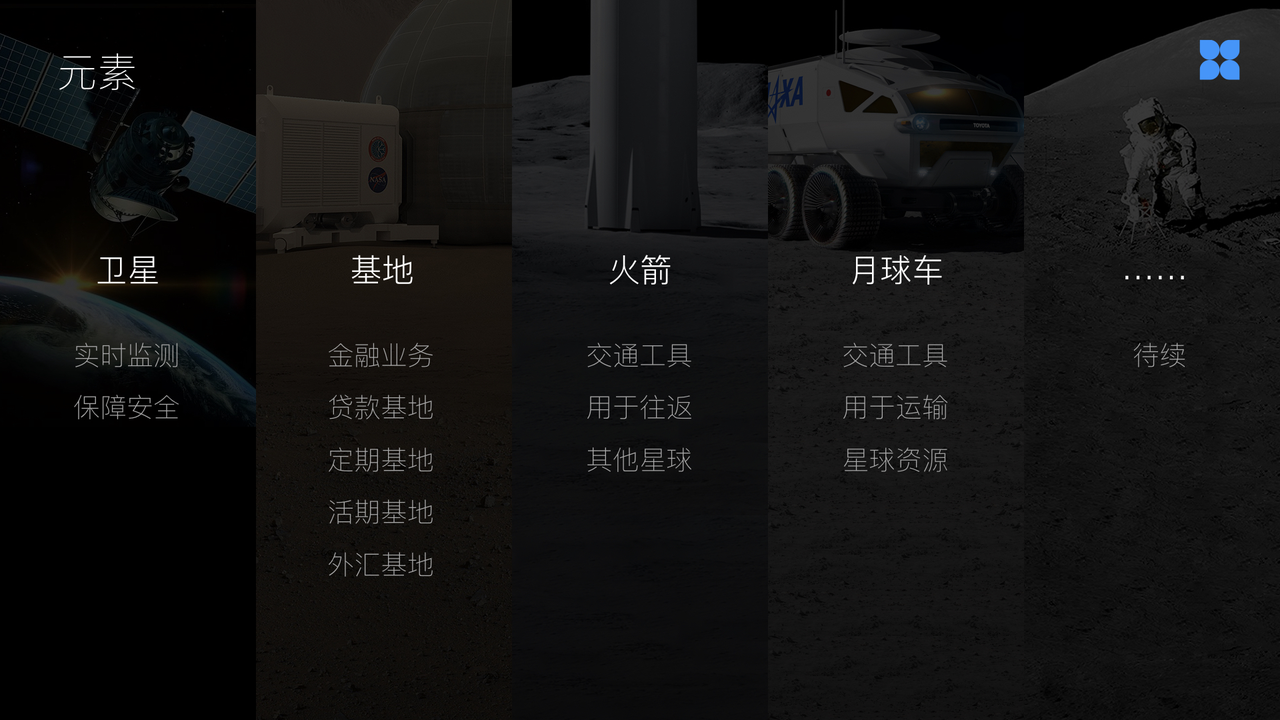 元素
卫星
实时监测
保障安全
基地
金融业务
贷款基地
定期基地
活期基地
外汇基地
火箭
交通工具
用于往返
其他星球
月球车
交通工具
用于运输
星球资源
……
待续
TOYOTA